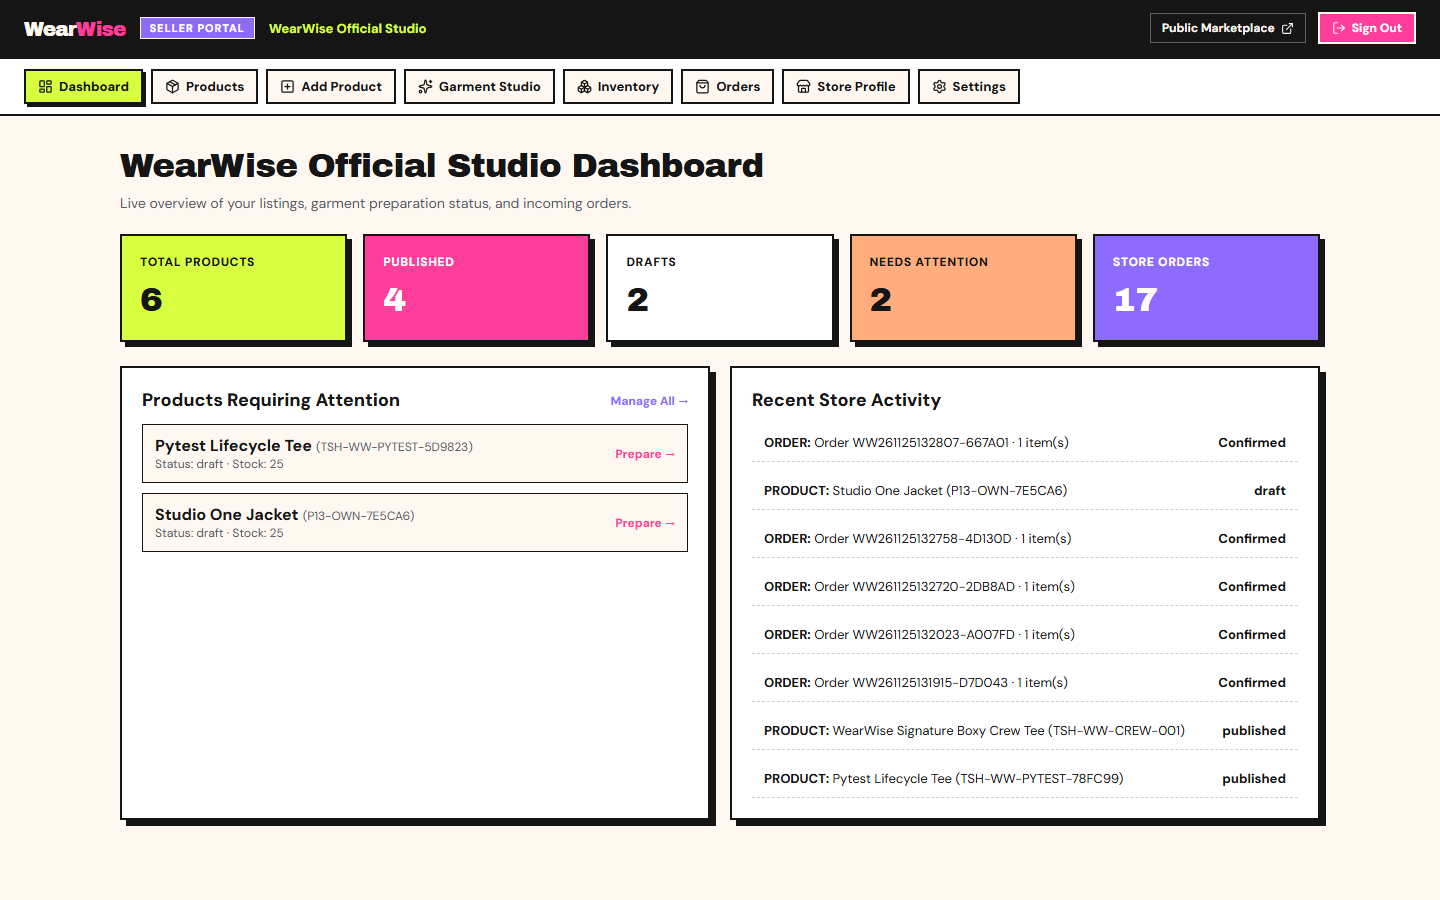 WearWise SELLER PORTAL WearWise Official Studio Public Marketplace Sign Out
Dashboard Products Add Product Garment Studio Inventory Orders Store Profile Settings
WearWise Official Studio Dashboard
Live overview of your listings, garment preparation status, and incoming orders.
TOTAL PRODUCTS
6
PUBLISHED
4
DRAFTS
2
NEEDS ATTENTION
2
STORE ORDERS
17
Products Requiring Attention Manage All →
Pytest Lifecycle Tee (TSH-WW-PYTEST-5D9823)
Status: draft · Stock: 25
Prepare →
Studio One Jacket (P13-OWN-7E5CA6)
Status: draft · Stock: 25
Prepare →
Recent Store Activity
ORDER: Order WW261125132807-667A01 · 1 item(s) Confirmed
PRODUCT: Studio One Jacket (P13-OWN-7E5CA6) draft
ORDER: Order WW261125132758-4D130D · 1 item(s) Confirmed
ORDER: Order WW261125132720-2DB8AD · 1 item(s) Confirmed
ORDER: Order WW261125132023-A007FD · 1 item(s) Confirmed
ORDER: Order WW261125131915-D7D043 · 1 item(s) Confirmed
PRODUCT: WearWise Signature Boxy Crew Tee (TSH-WW-CREW-001) published
PRODUCT: Pytest Lifecycle Tee (TSH-WW-PYTEST-78FC99) published